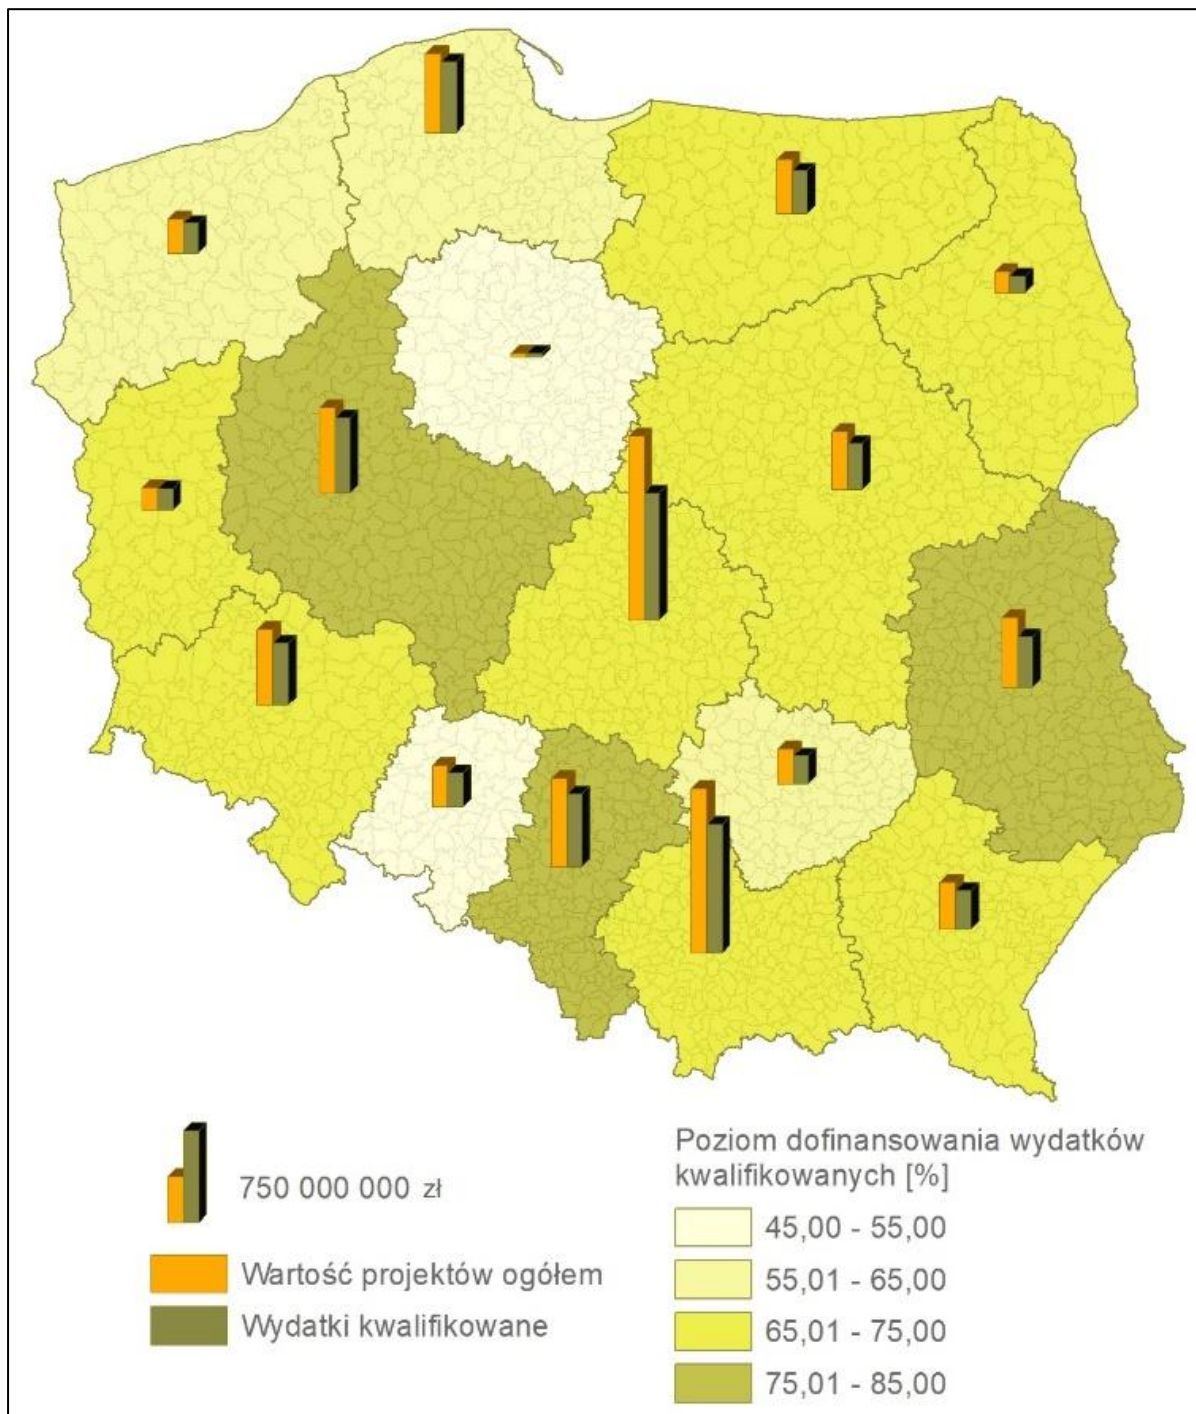 750 000 000 zł
Wartość projektów ogółem
Wydatki kwalifikowane
Poziom dofinansowania wydatków
kwalifikowanych [%]
45,00 - 55,00
55,01 - 65,00
65,01 - 75,00
75,01 - 85,00